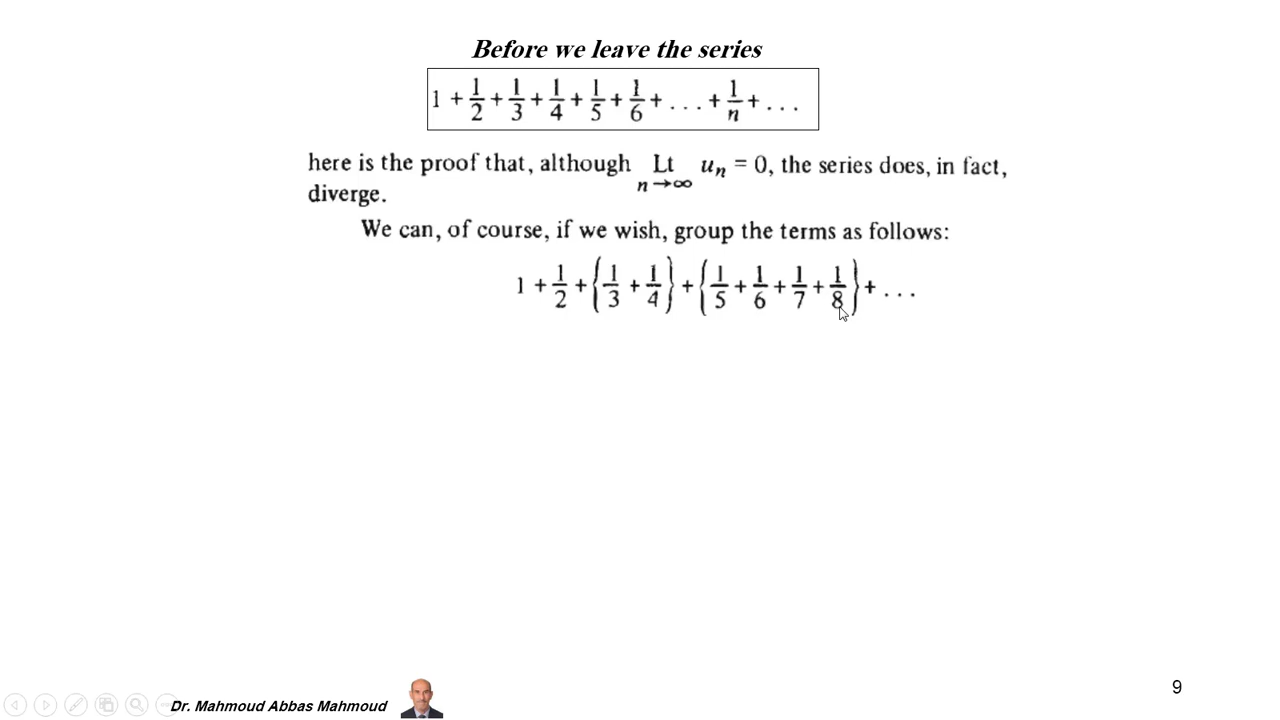 Before we leave the series
1 + 1/2 + 1/3 + 1/4 + 1/5 + 1/6 + . . . + 1/n + . . .
here is the proof that, although Lt n→∞ uₙ = 0, the series does, in fact,
diverge.
We can, of course, if we wish, group the terms as follows:
1 + 1/2 + {1/3 + 1/4} + {1/5 + 1/6 + 1/7 + 1/8} + . . .
9
Dr. Mahmoud Abbas Mahmoud